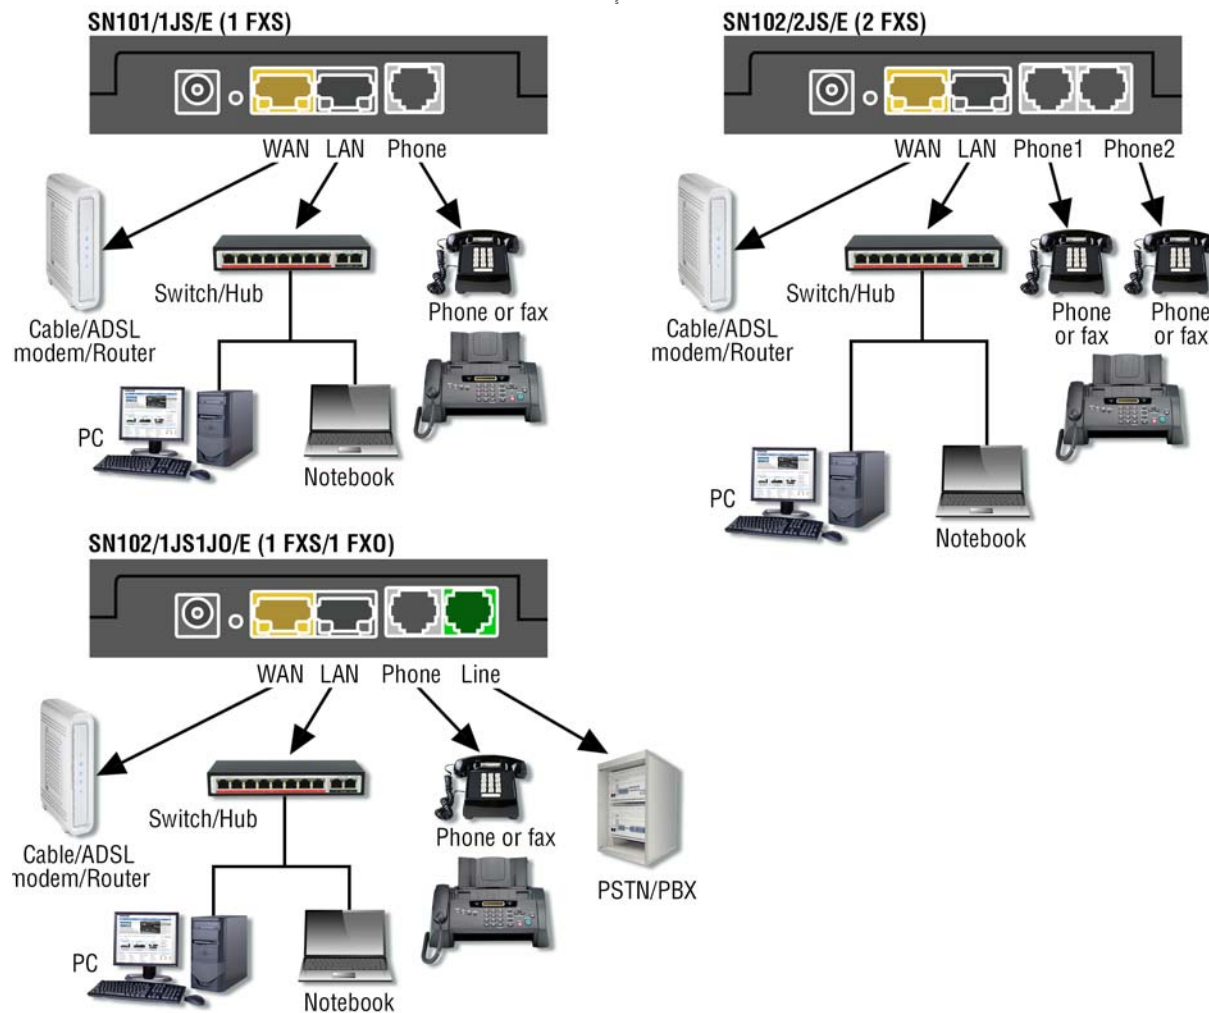 SN101/1JS/E (1 FXS)
WAN LAN Phone
Switch/Hub
Phone or fax
Cable/ADSL
modem/Router
PC
Notebook
SN102/2JS/E (2 FXS)
WAN LAN Phone1 Phone2
Switch/Hub
Phone
or fax
Phone
or fax
Cable/ADSL
modem/Router
PC
Notebook
SN102/1JS1JO/E (1 FXS/1 FXO)
WAN LAN Phone Line
Switch/Hub
Phone or fax
Cable/ADSL
modem/Router
PSTN/PBX
PC
Notebook